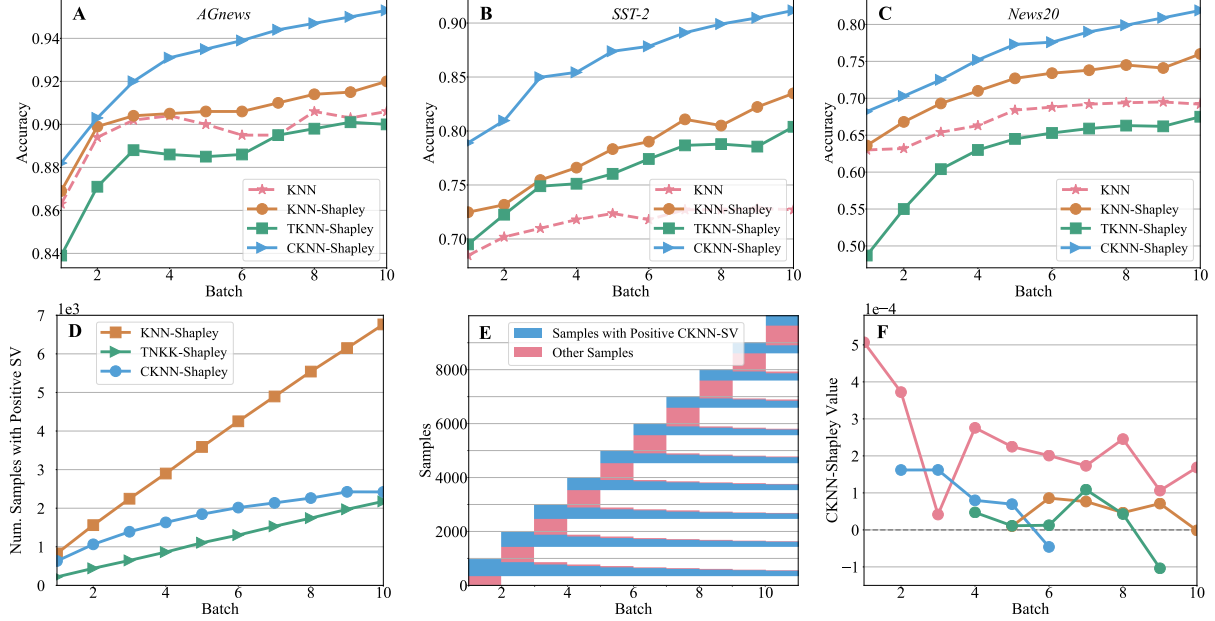 A
AGnews
0.94
0.92
0.90
0.88
0.86
0.84
Accuracy
KNN
KNN-Shapley
TKNN-Shapley
CKNN-Shapley
2
4
6
8
10
Batch
B
SST-2
0.90
0.85
0.80
0.75
0.70
Accuracy
KNN
KNN-Shapley
TKNN-Shapley
CKNN-Shapley
2
4
6
8
10
Batch
C
News20
0.80
0.75
0.70
0.65
0.60
0.55
0.50
Accuracy
KNN
KNN-Shapley
TKNN-Shapley
CKNN-Shapley
2
4
6
8
10
Batch
1e3
D
7
6
5
4
3
2
1
0
Num. Samples with Positive SV
KNN-Shapley
TNKK-Shapley
CKNN-Shapley
2
4
6
8
10
Batch
E
Samples with Positive CKNN-SV
Other Samples
8000
6000
4000
2000
0
Samples
2
4
6
8
10
Batch
1e−4
F
5
4
3
2
1
0
−1
CKNN-Shapley Value
2
4
6
8
10
Batch